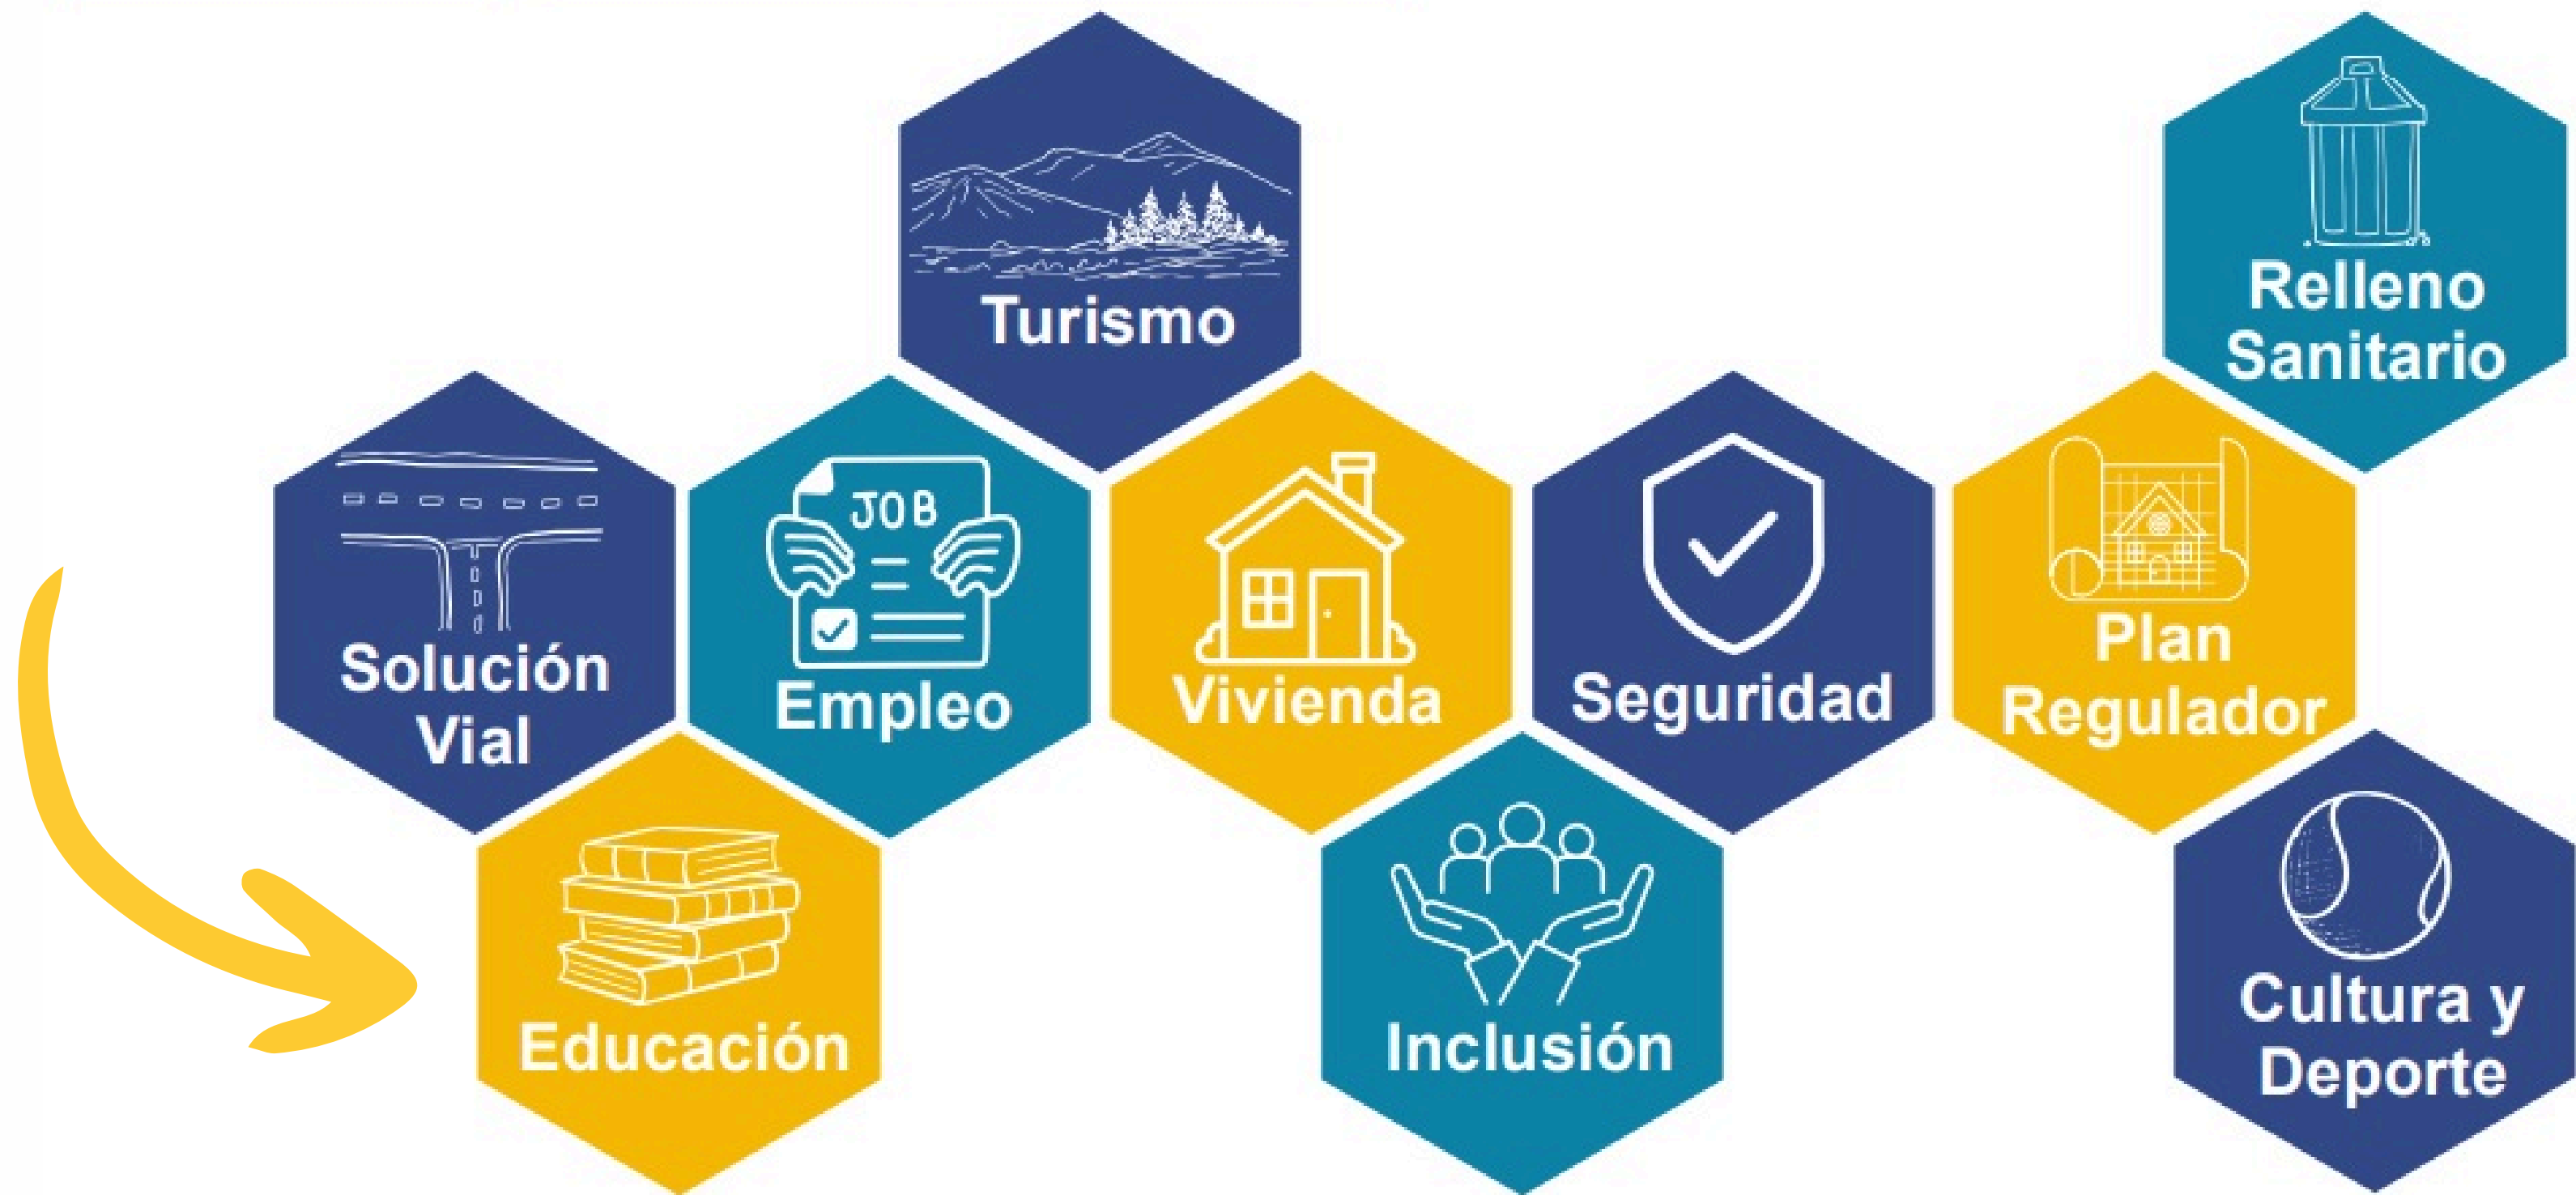 Turismo
Relleno
Sanitario
JOB
Solución
Vial
Empleo
Vivienda
Seguridad
Plan
Regulador
Educación
Inclusión
Cultura y
Deporte